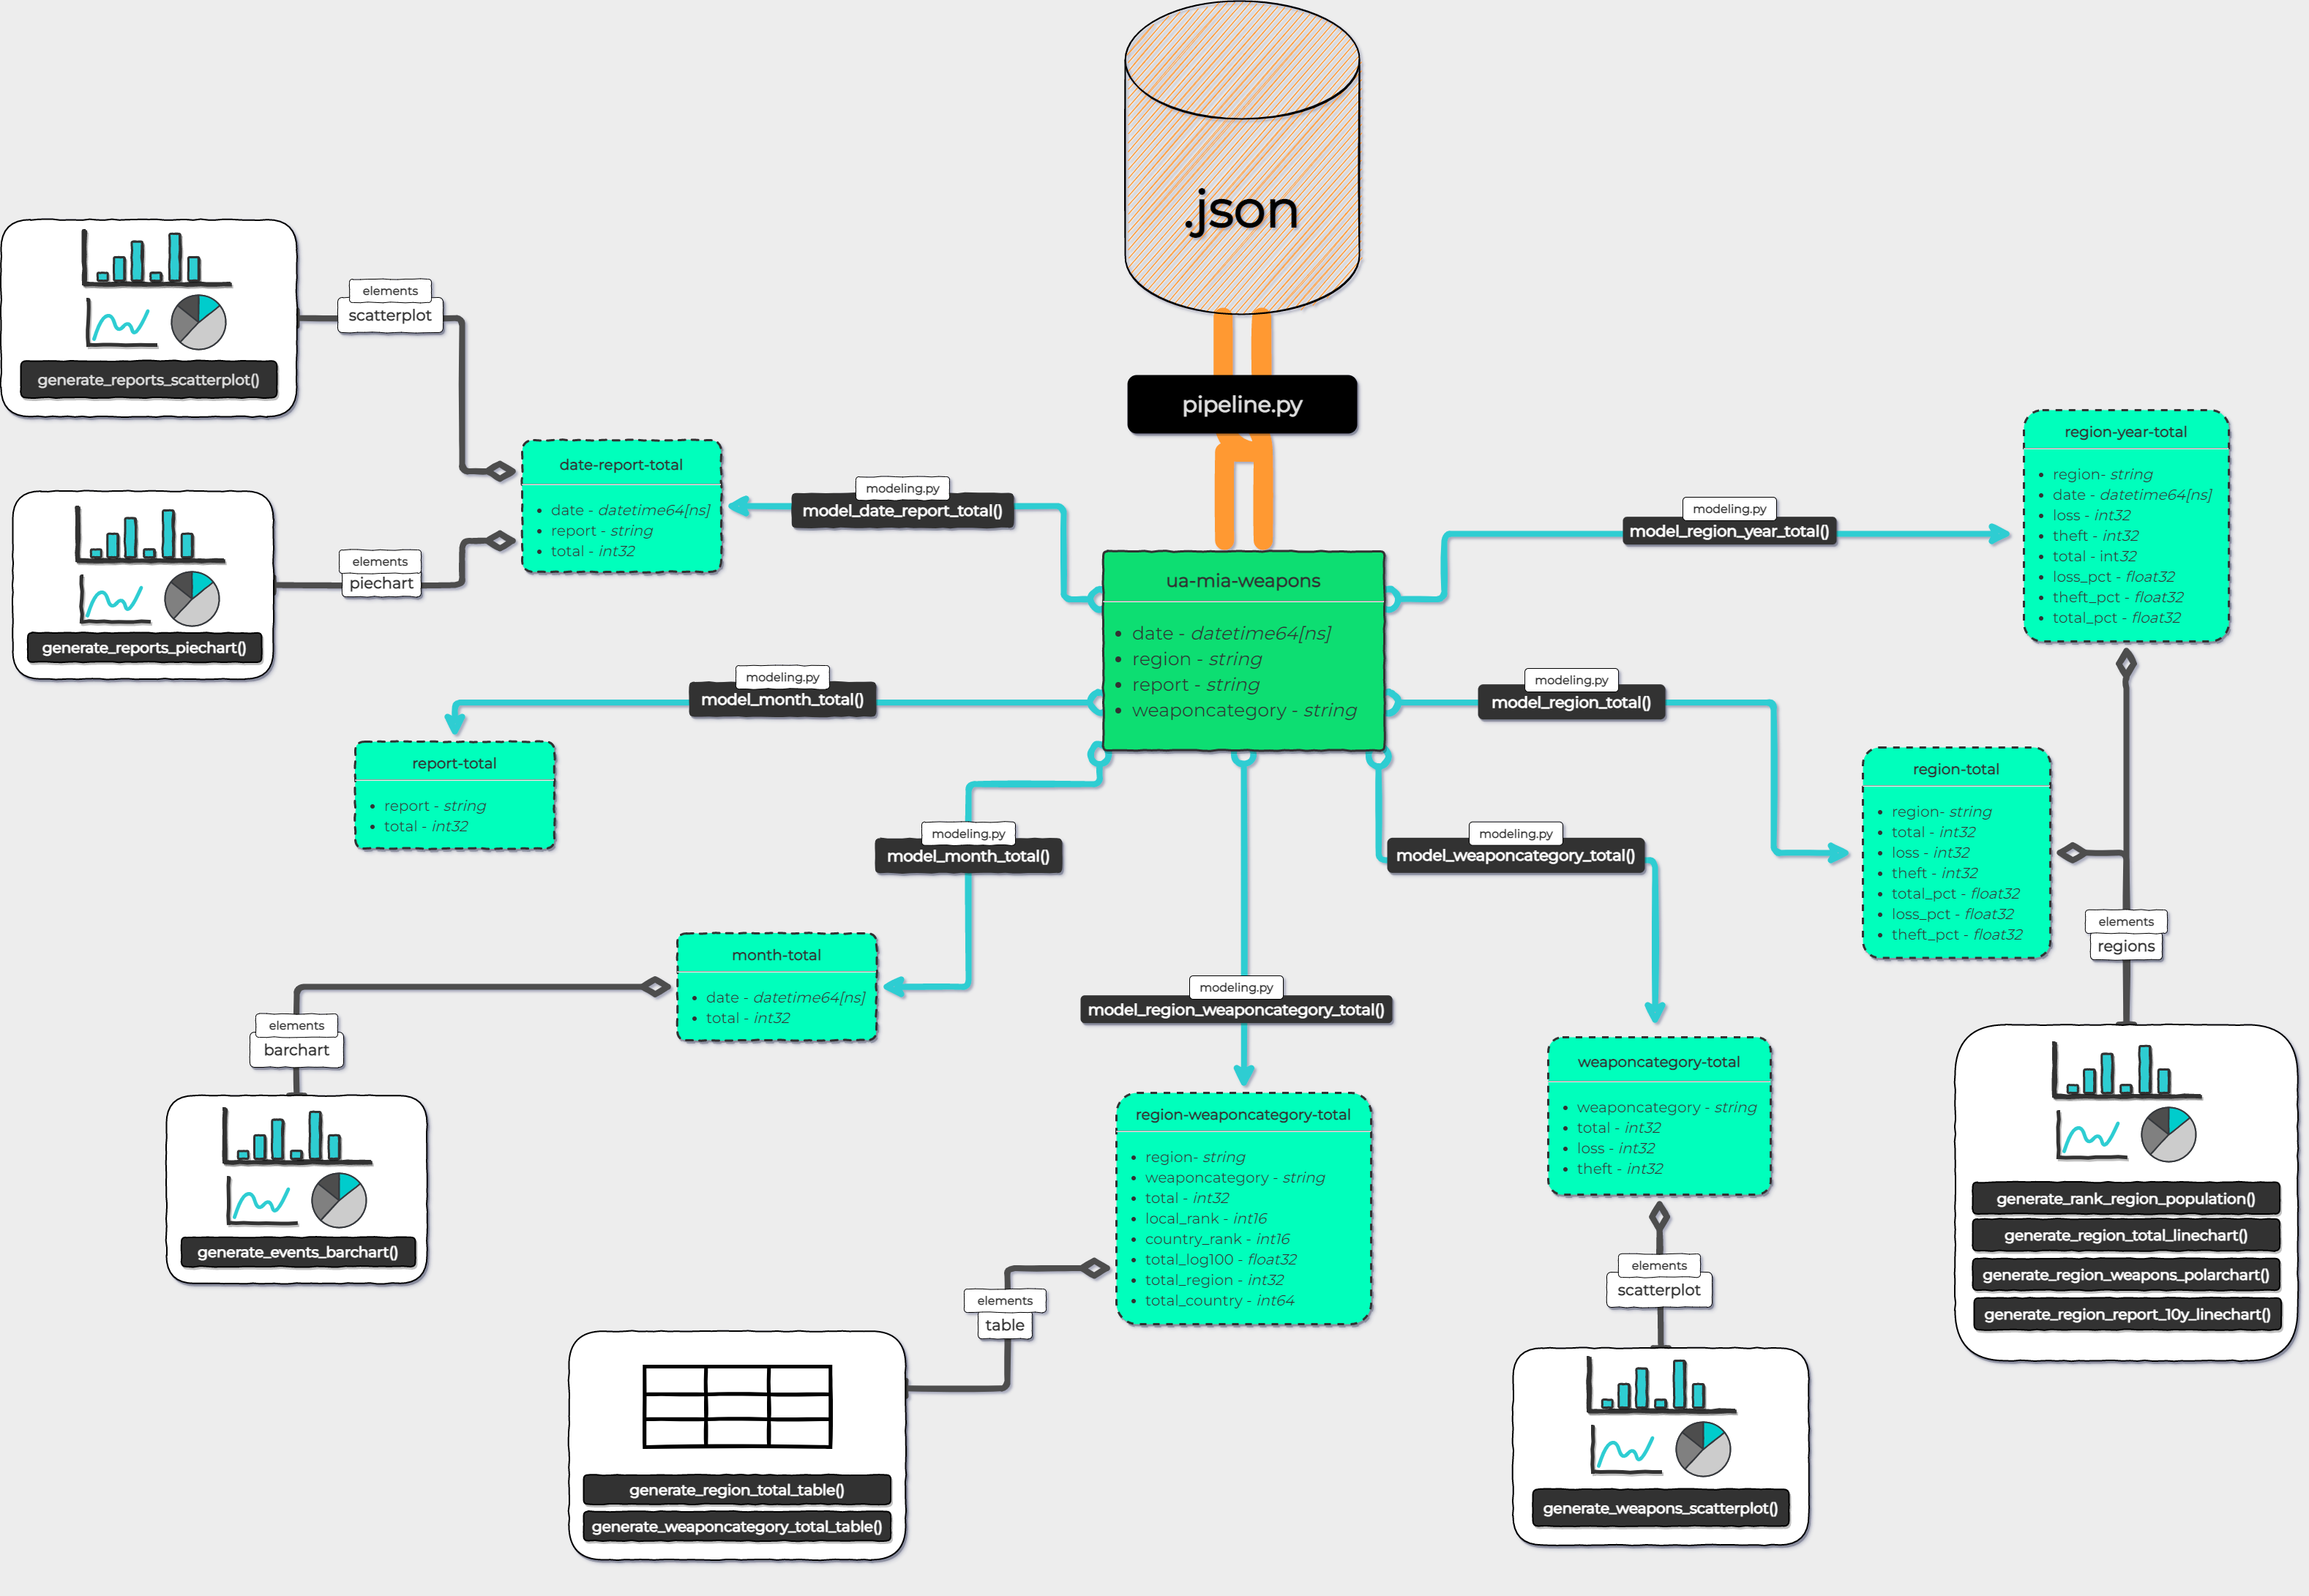 .json
pipeline.py
elements
scatterplot
generate_reports_scatterplot()
elements
piechart
generate_reports_piechart()
date-report-total
date - datetime64[ns]
report - string
total - int32
modeling.py
model_date_report_total()
ua-mia-weapons
date - datetime64[ns]
region - string
report - string
weaponcategory - string
modeling.py
model_region_year_total()
region-year-total
region- string
date - datetime64[ns]
loss - int32
theft - int32
total - int32
loss_pct - float32
theft_pct - float32
total_pct - float32
modeling.py
model_month_total()
report-total
report - string
total - int32
modeling.py
model_region_total()
region-total
region- string
total - int32
loss - int32
theft - int32
total_pct - float32
loss_pct - float32
theft_pct - float32
modeling.py
model_month_total()
month-total
date - datetime64[ns]
total - int32
elements
barchart
generate_events_barchart()
modeling.py
model_region_weaponcategory_total()
region-weaponcategory-total
region- string
weaponcategory - string
total - int32
local_rank - int16
country_rank - int16
total_log100 - float32
total_region - int32
total_country - int64
elements
table
generate_region_total_table()
generate_weaponcategory_total_table()
modeling.py
model_weaponcategory_total()
weaponcategory-total
weaponcategory - string
total - int32
loss - int32
theft - int32
elements
scatterplot
generate_weapons_scatterplot()
elements
regions
generate_rank_region_population()
generate_region_total_linechart()
generate_region_weapons_polarchart()
generate_region_report_10y_linechart()